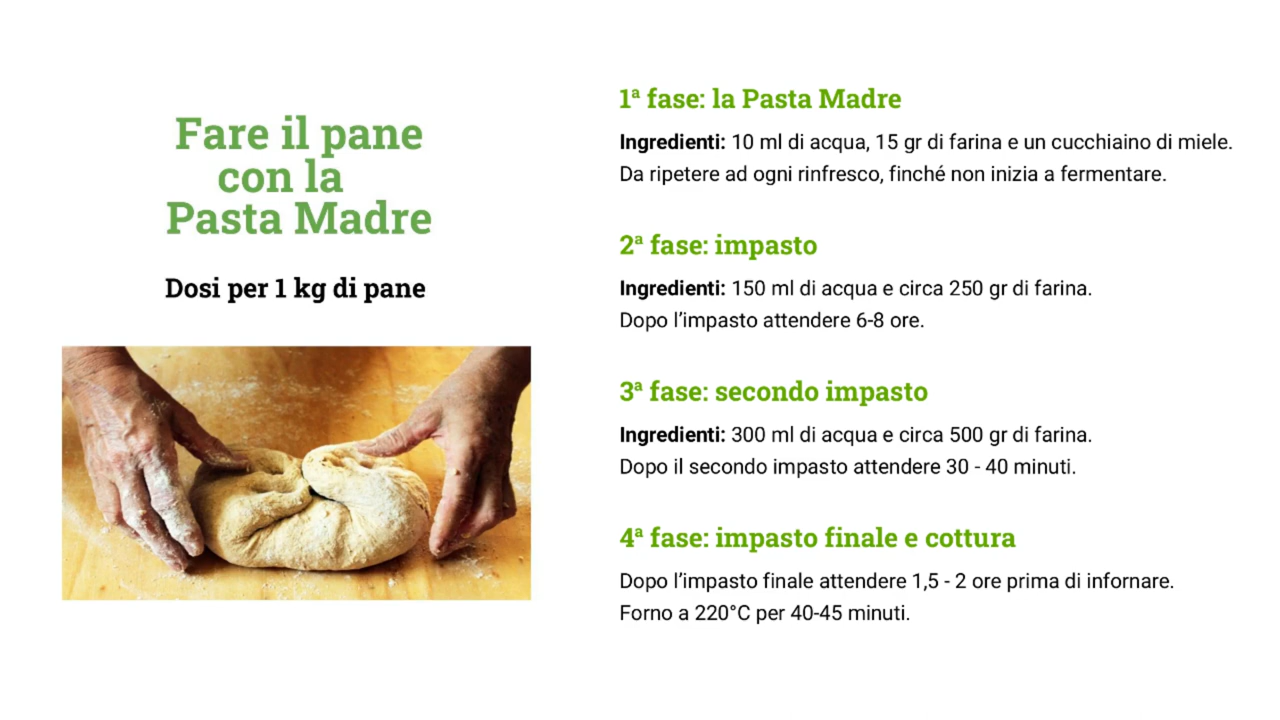 Fare il pane
con la
Pasta Madre
Dosi per 1 kg di pane
1ª fase: la Pasta Madre
Ingredienti: 10 ml di acqua, 15 gr di farina e un cucchiaino di miele.
Da ripetere ad ogni rinfresco, finché non inizia a fermentare.
2ª fase: impasto
Ingredienti: 150 ml di acqua e circa 250 gr di farina.
Dopo l’impasto attendere 6-8 ore.
3ª fase: secondo impasto
Ingredienti: 300 ml di acqua e circa 500 gr di farina.
Dopo il secondo impasto attendere 30 - 40 minuti.
4ª fase: impasto finale e cottura
Dopo l’impasto finale attendere 1,5 - 2 ore prima di infornare.
Forno a 220°C per 40-45 minuti.